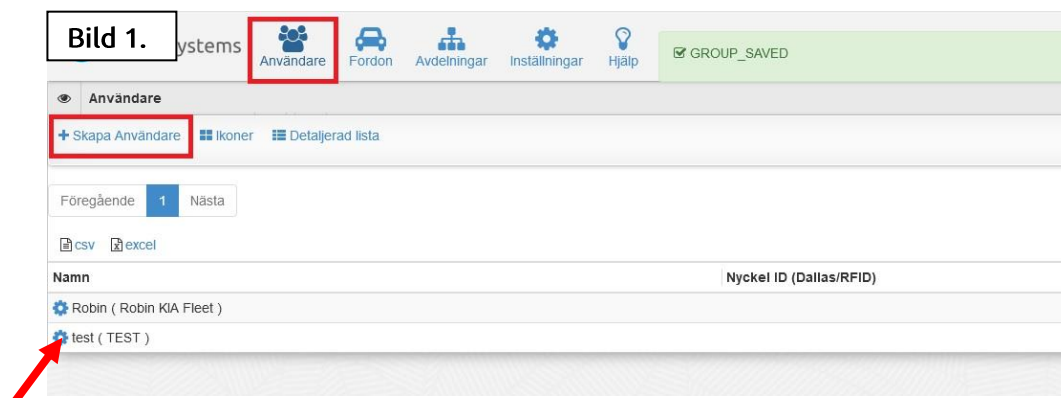 Bild 1.
ystems
Användare Fordon Avdelningar Inställningar Hjälp
GROUP_SAVED
Användare
Skapa Användare Ikoner Detaljerad lista
Föregående 1 Nästa
csv excel
Namn Nyckel ID (Dallas/RFID)
Robin ( Robin KIA Fleet )
test ( TEST )